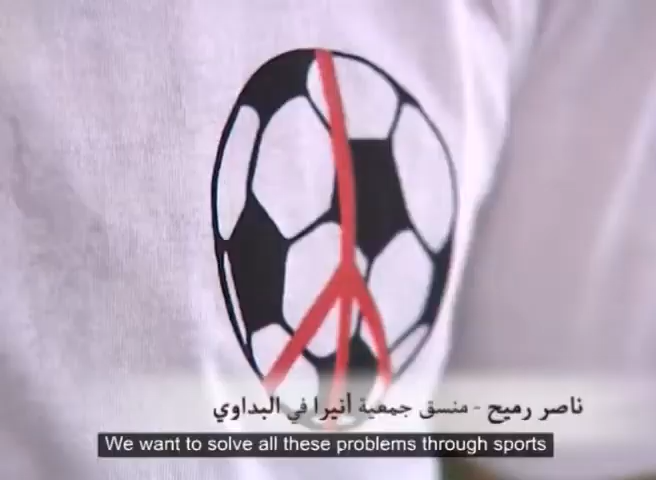 ناصر رميح - منسق جمعية أنيرا في البداوي
We want to solve all these problems through sports